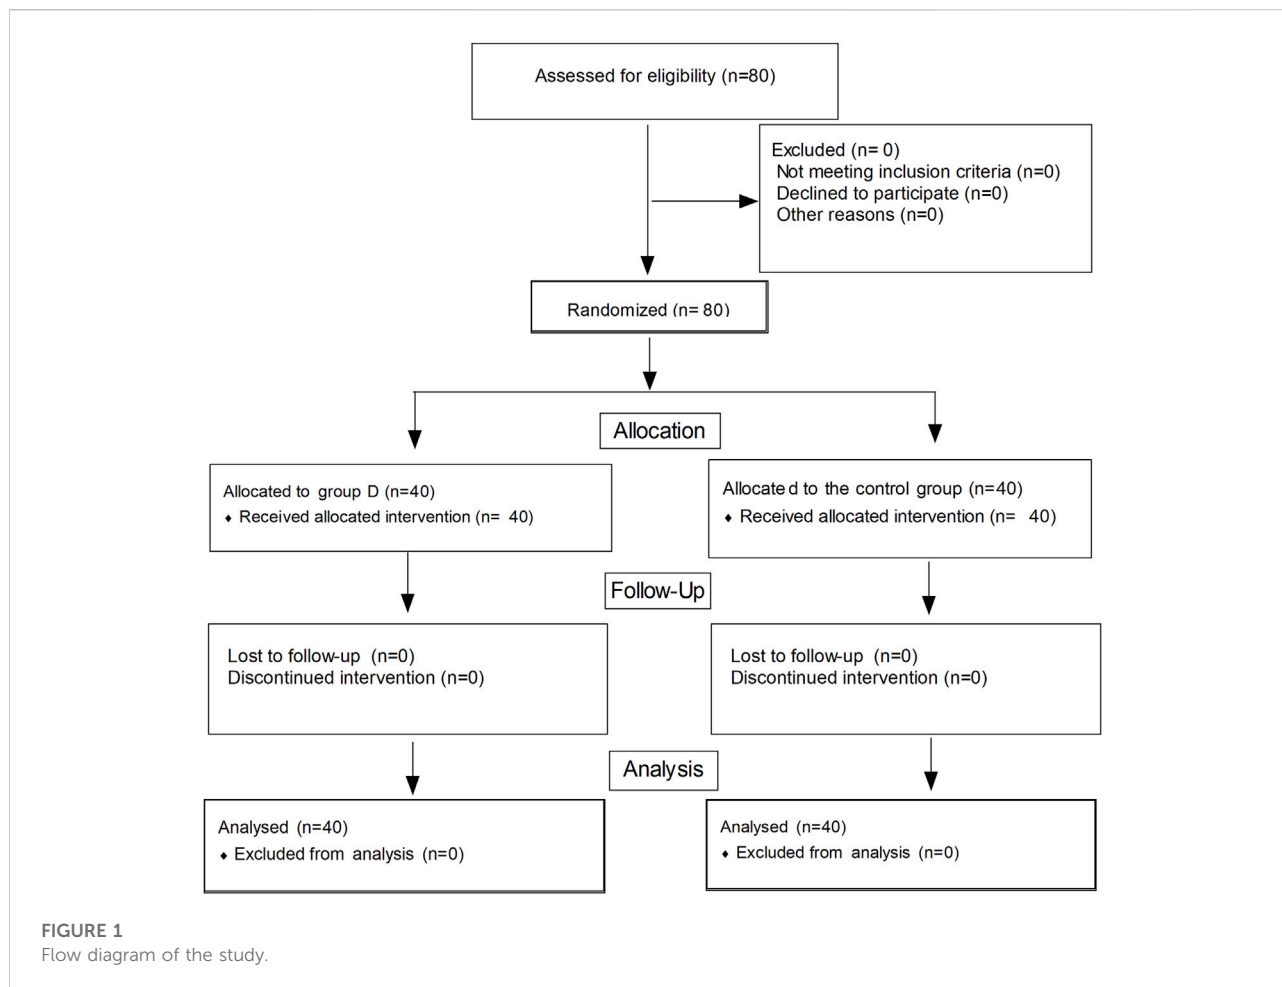 Assessed for eligibility (n=80)
Excluded (n= 0)
Not meeting inclusion criteria (n=0)
Declined to participate (n=0)
Other reasons (n=0)
Randomized (n= 80)
Allocation
Allocated to group D (n=40)
♦ Received allocated intervention (n= 40)
Allocated to the control group (n=40)
♦ Received allocated intervention (n= 40)
Follow-Up
Lost to follow-up (n=0)
Discontinued intervention (n=0)
Lost to follow-up (n=0)
Discontinued intervention (n=0)
Analysis
Analysed (n=40)
♦ Excluded from analysis (n=0)
Analysed (n=40)
♦ Excluded from analysis (n=0)
FIGURE 1
Flow diagram of the study.